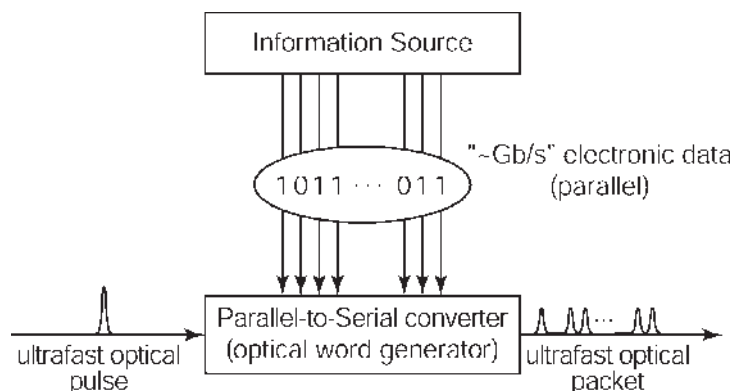 Information Source
"~Gb/s" electronic data
(parallel)
1011 ··· 011
Parallel-to-Serial converter
(optical word generator)
···
ultrafast optical
pulse
ultrafast optical
packet